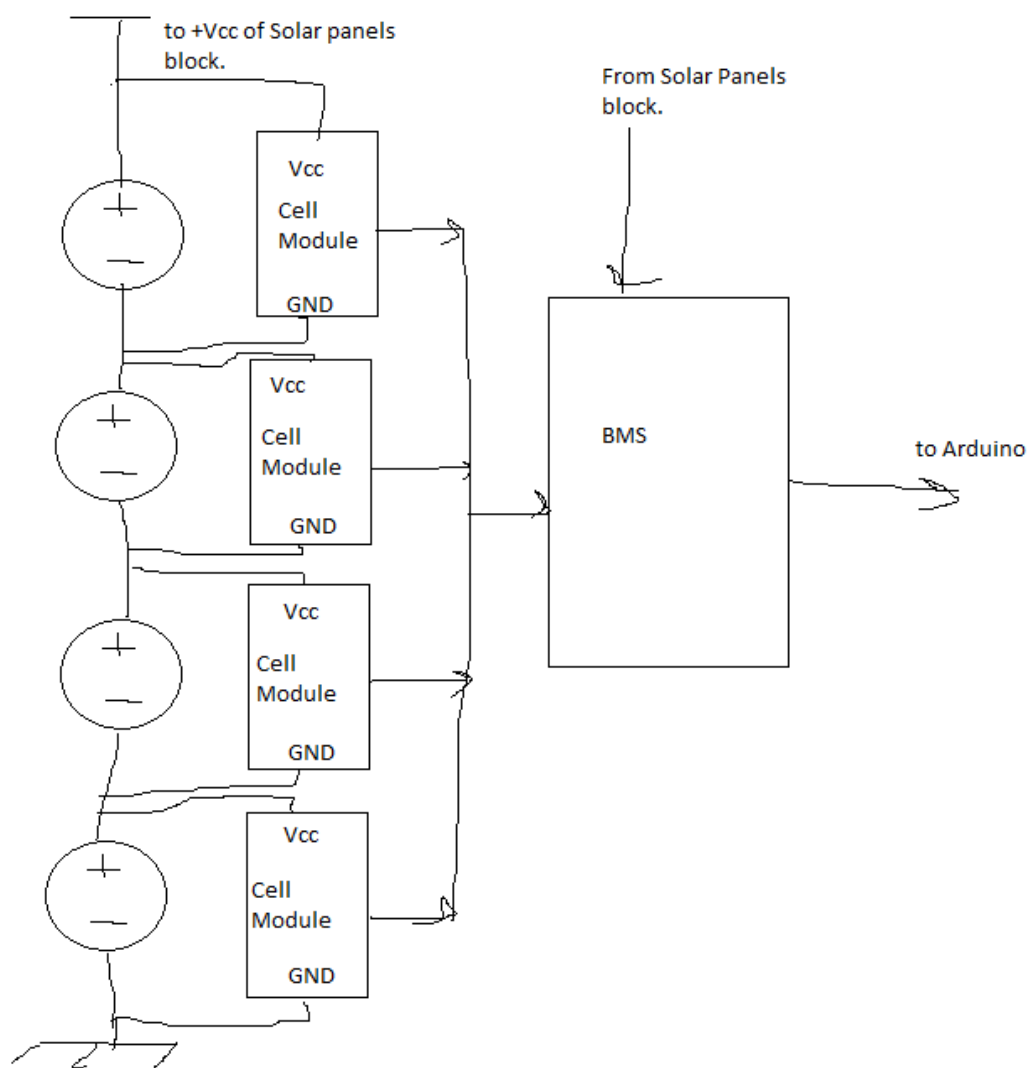 to +Vcc of Solar panels
block.
From Solar Panels
block.
Vcc
Cell
Module
GND
Vcc
Cell
Module
GND
BMS
to Arduino
Vcc
Cell
Module
GND
Vcc
Cell
Module
GND